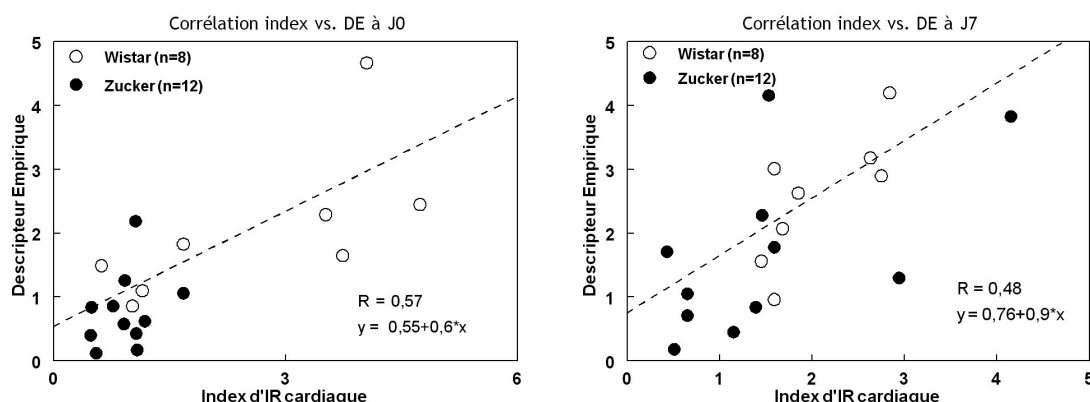 Corrélation index vs. DE à J0
5
4
3
2
1
0
Descripteur Empirique
Wistar (n=8)
Zucker (n=12)
R = 0,57
y = 0,55+0,6*x
0 3 6
Index d'IR cardiaque
Corrélation index vs. DE à J7
5
4
3
2
1
0
Descripteur Empirique
Wistar (n=8)
Zucker (n=12)
R = 0,48
y = 0,76+0,9*x
0 1 2 3 4 5
Index d'IR cardiaque